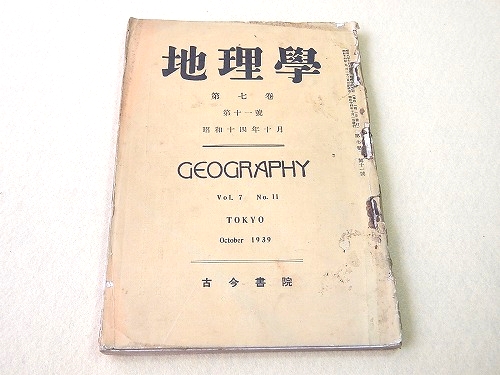 地理學
第七卷
第十一號
昭和十四年十月
GEOGRAPHY
Vol. 7 No. 11
TOKYO
October 1939
古今書院